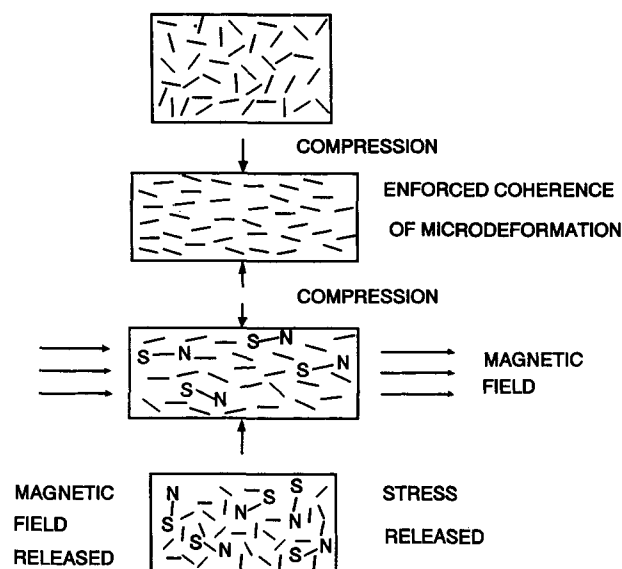 COMPRESSION
ENFORCED COHERENCE
OF MICRODEFORMATION
COMPRESSION
S N
S N
S N
S N
MAGNETIC
FIELD
N S
N S
S N
S N
S N
MAGNETIC
FIELD
RELEASED
STRESS
RELEASED